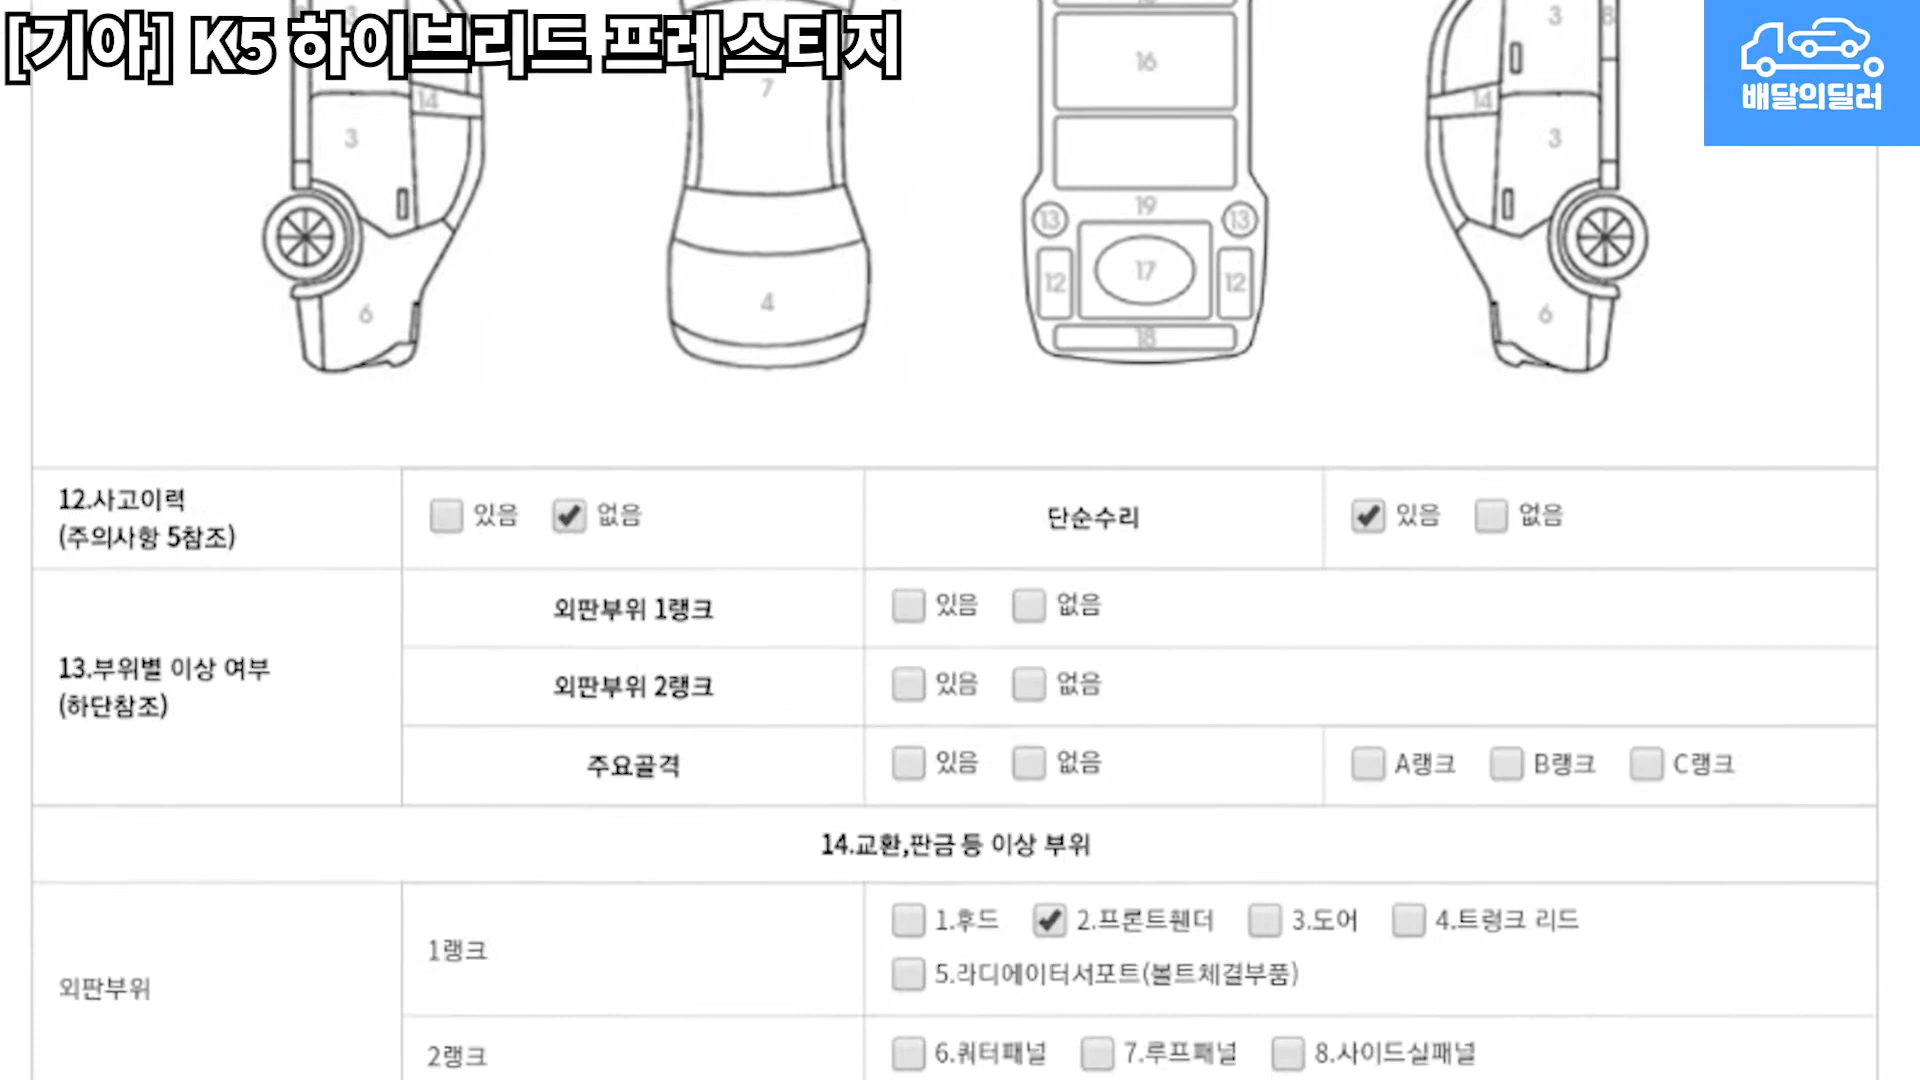 [기아] K5 하이브리드 프레스티지
배달의딜러
3
3
8
16
7
14
14
3
3
19
13
13
17
12
12
4
6
6
18
12.사고이력
(주의사항 5참조)
있음 없음
단순수리
있음 없음
13.부위별 이상 여부
(하단참조)
외판부위 1랭크
있음 없음
외판부위 2랭크
있음 없음
주요골격
있음 없음
A랭크 B랭크 C랭크
14.교환,판금 등 이상 부위
외판부위
1랭크
1.후드 2.프론트휀더 3.도어 4.트렁크 리드
5.라디에이터서포트(볼트체결부품)
2랭크
6.쿼터패널 7.루프패널 8.사이드실패널